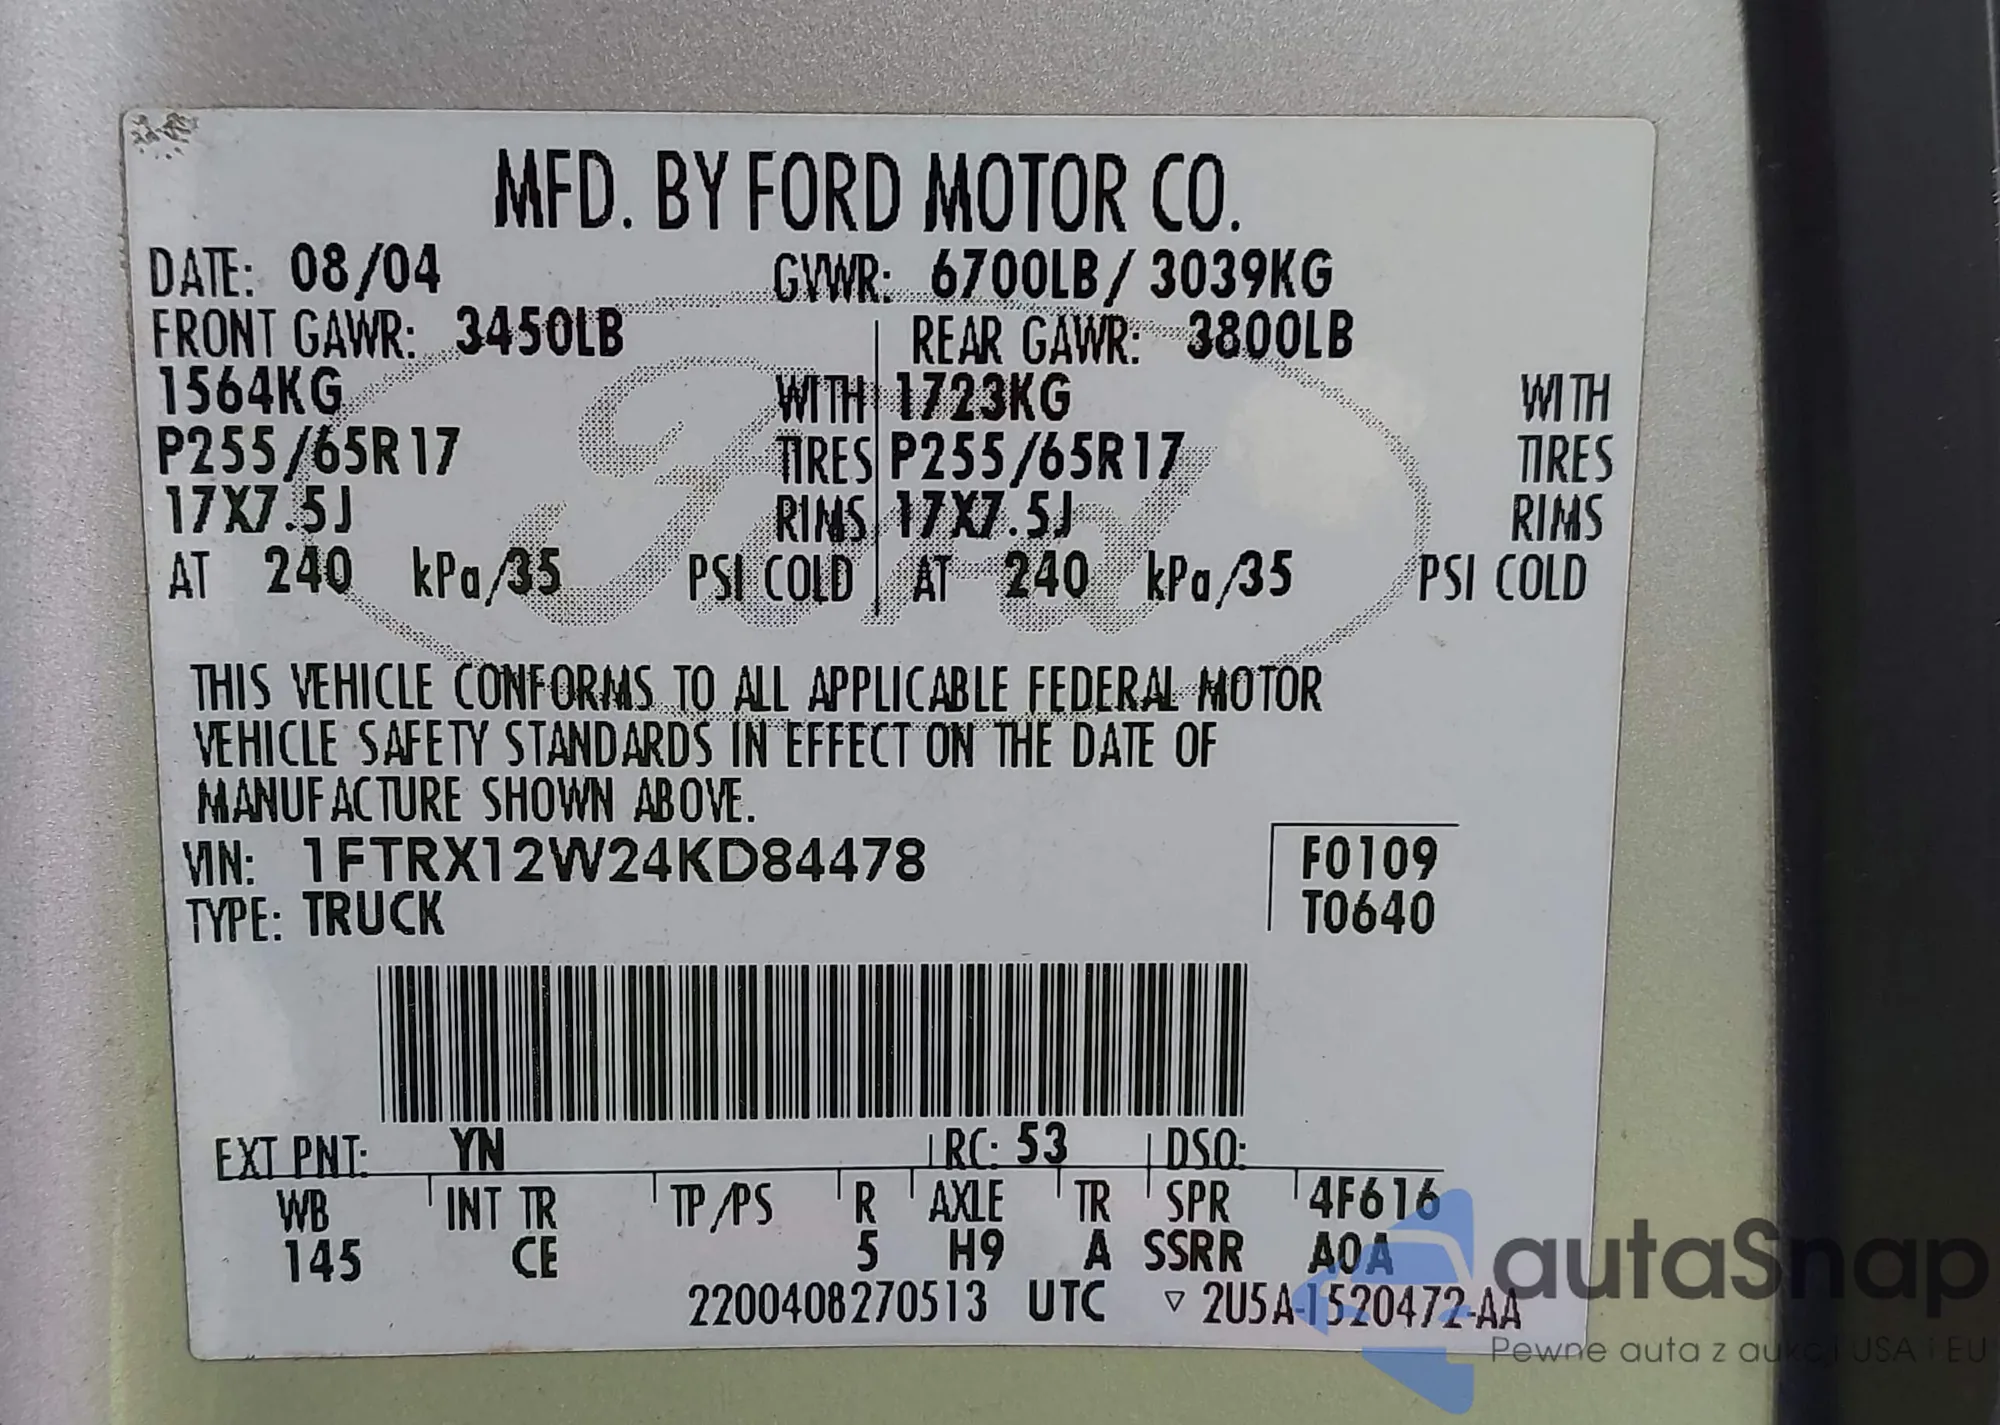 MFD. BY FORD MOTOR CO.
DATE: 08/04 GVWR: 6700LB/ 3039KG
FRONT GAWR: 3450LB REAR GAWR: 3800LB
1564KG WITH 1723KG WITH
P255/65R17 TIRES P255/65R17 TIRES
17X7.5J RIMS 17X7.5J RIMS
AT 240 kPa/35 PSI COLD AT 240 kPa/35 PSI COLD
Ford
THIS VEHICLE CONFORMS TO ALL APPLICABLE FEDERAL MOTOR
VEHICLE SAFETY STANDARDS IN EFFECT ON THE DATE OF
MANUFACTURE SHOWN ABOVE.
VIN: 1FTRX12W24KD84478 F0109
TYPE: TRUCK T0640
EXT PNT: YN RC: 53 DSO:
WB INT TR TP/PS R AXLE TR SPR 4F616
145 CE 5 H9 A SSRR A0A
2200408270513 UTC ▽ 2U5A-1520472-AA
autaSnap
Pewne auta z aukcji USA i EU